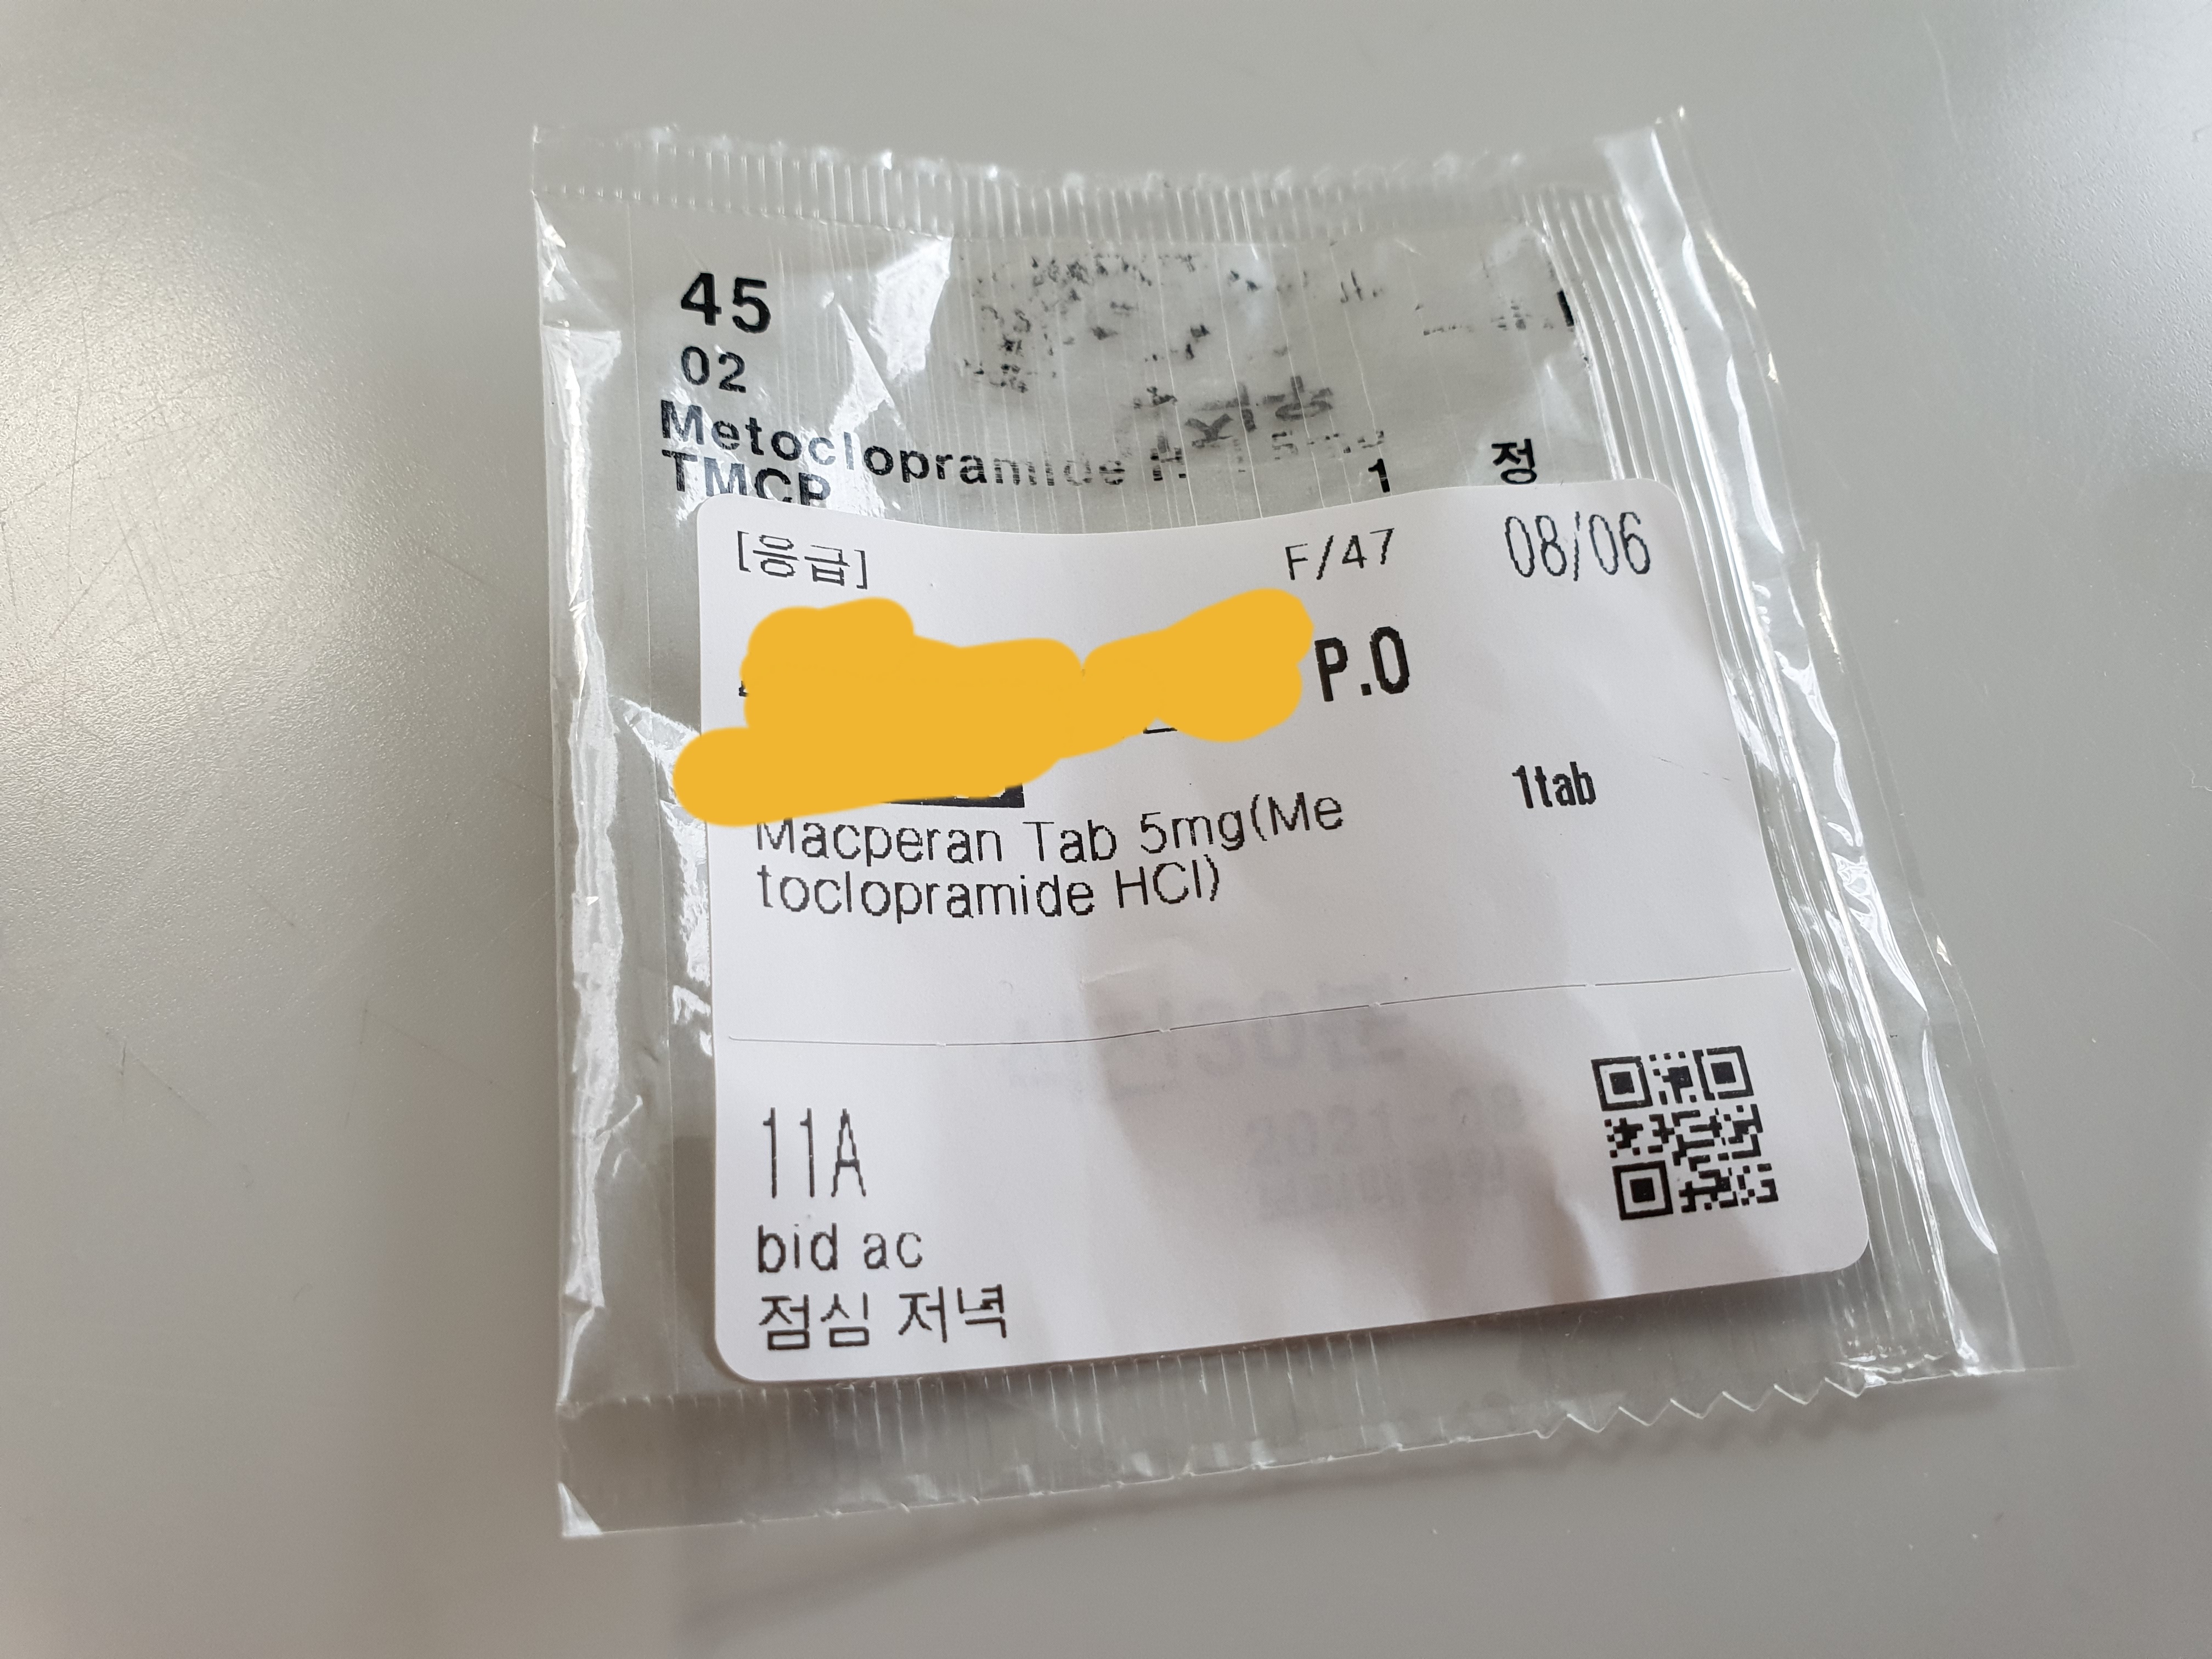 45
02
Metoclopramide
1 정
TMCP
[응급] F/47 08/06
P.O
Macperan Tab 5mg(Me 1tab
toclopramide HCl)
11A
bid ac
점심 저녁